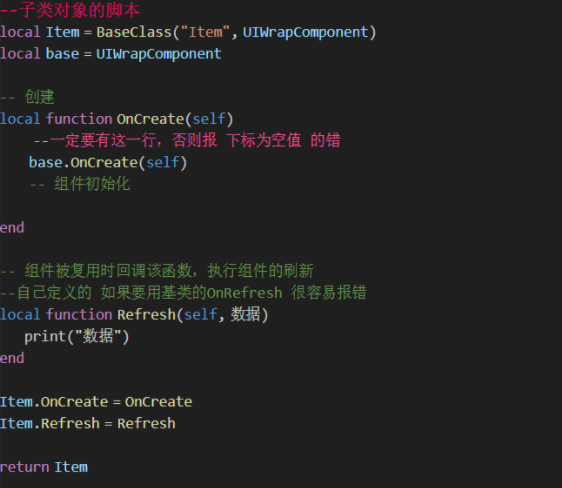 --子类对象的脚本
local Item = BaseClass("Item", UIWrapComponent)
local base = UIWrapComponent
-- 创建
local function OnCreate(self)
--一定要有这一行，否则报 下标为空值 的错
base.OnCreate(self)
-- 组件初始化
end
-- 组件被复用时回调该函数，执行组件的刷新
--自己定义的 如果要用基类的OnRefresh 很容易报错
local function Refresh(self, 数据)
print("数据")
end
Item.OnCreate = OnCreate
Item.Refresh = Refresh
return Item